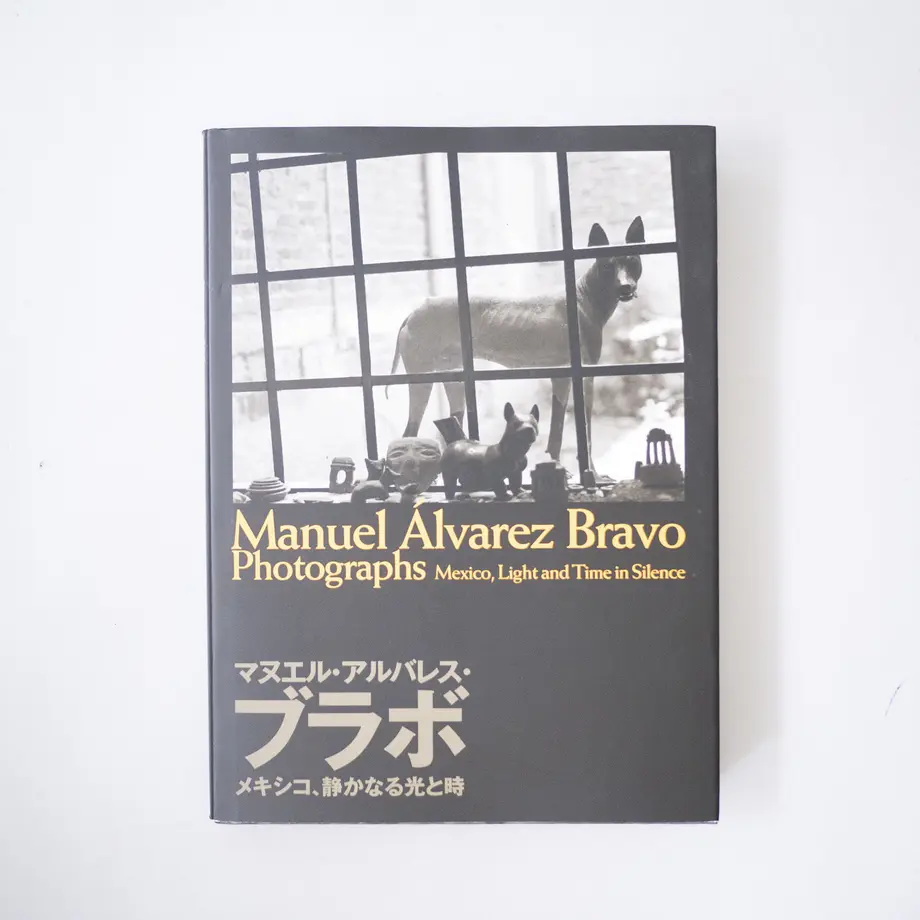 Manuel Álvarez Bravo
Photographs Mexico, Light and Time in Silence
マヌエル・アルバレス・
ブラボ
メキシコ、静かなる光と時